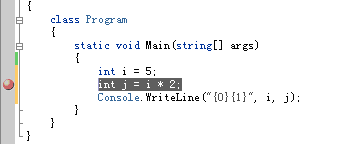 {
class Program
{
static void Main(string[] args)
{
int i = 5;
int j = i * 2;
Console.WriteLine("{0}{1}", i, j);
}
}
}